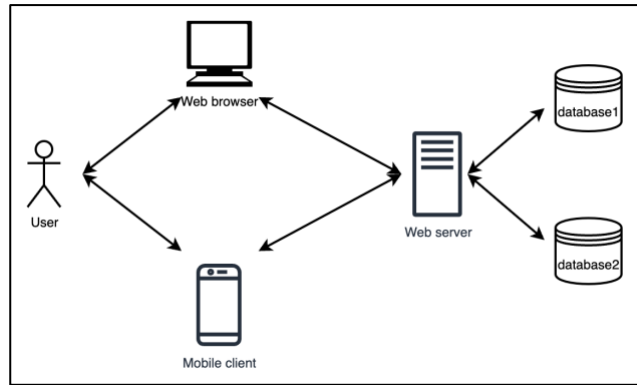 Web browser
database1
User
Web server
database2
Mobile client